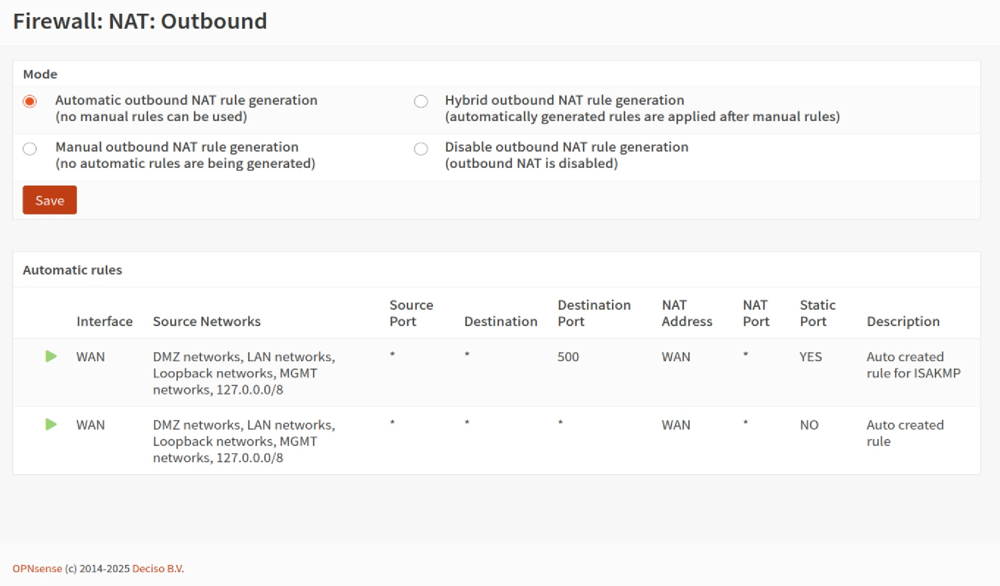 Firewall: NAT: Outbound
Mode
Automatic outbound NAT rule generation
(no manual rules can be used)
Hybrid outbound NAT rule generation
(automatically generated rules are applied after manual rules)
Manual outbound NAT rule generation
(no automatic rules are being generated)
Disable outbound NAT rule generation
(outbound NAT is disabled)
Save
Automatic rules
Interface
Source Networks
Source
Port
Destination
Destination
Port
NAT
Address
NAT
Port
Static
Port
Description
WAN
DMZ networks, LAN networks,
Loopback networks, MGMT
networks, 127.0.0.0/8
*
*
500
WAN
*
YES
Auto created
rule for ISAKMP
WAN
DMZ networks, LAN networks,
Loopback networks, MGMT
networks, 127.0.0.0/8
*
*
*
WAN
*
NO
Auto created
rule
OPNsense (c) 2014-2025 Deciso B.V.